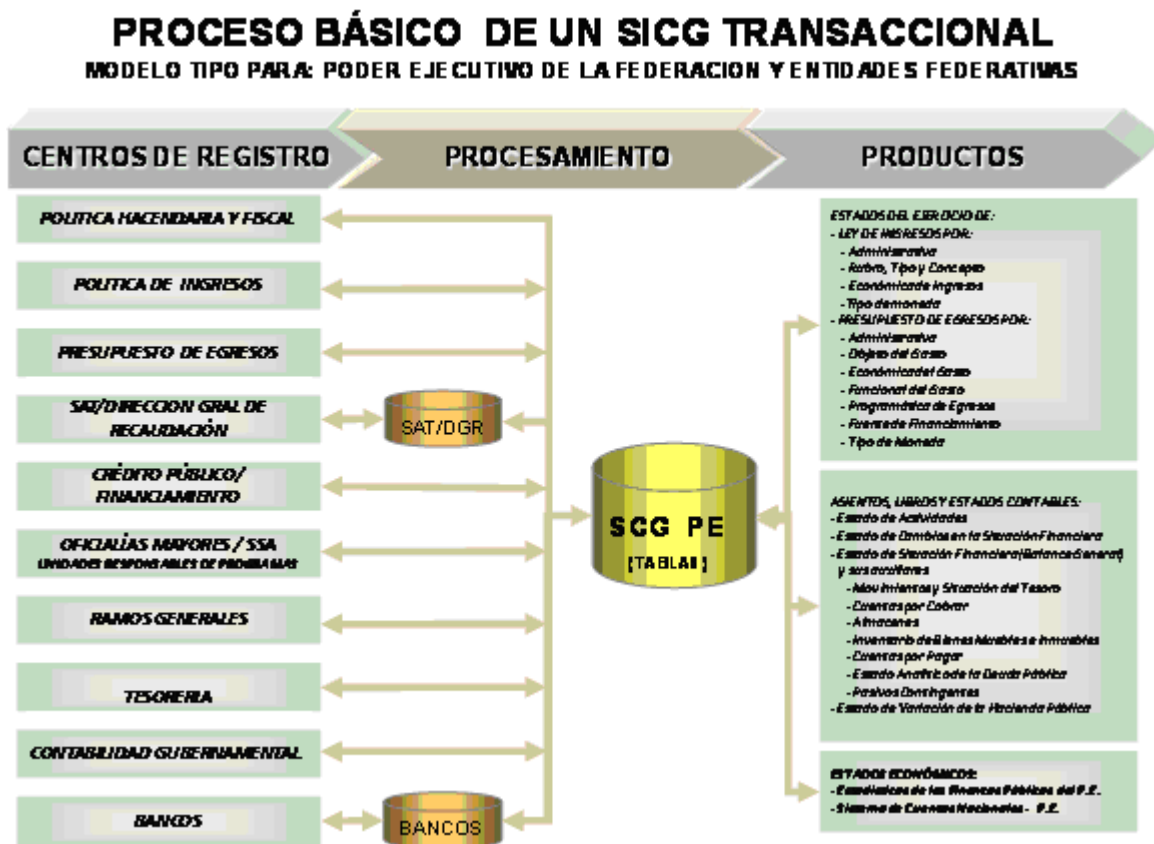 PROCESO BÁSICO DE UN SICG TRANSACCIONAL
MODELO TIPO PARA: PODER EJECUTIVO DE LA FEDERACION Y ENTIDADES FEDERATIVAS
CENTROS DE REGISTRO
PROCESAMIENTO
PRODUCTOS
POLITICA HACENDARIA Y FISCAL
POLITICA DE INGRESOS
PRESUPUESTO DE EGRESOS
SAT/DIRECCION GRAL DE
RECAUDACIÓN
CRÉDITO PÚBLICO/
FINANCIAMIENTO
OFICIALÍAS MAYORES / SSA
UNIDADES RESPONSABLES DE PROGRAMAS
RAMOS GENERALES
TESORERIA
CONTABILIDAD GUBERNAMENTAL
BANCOS
SAT/DGR
BANCOS
SCG PE
(TABLAS)
ESTADOS DEL EJERCICIO DE:
- LEY DE INGRESOS POR:
- Administrativa
- Rubro, Tipo y Concepto
- Económica de Ingresos
- Tipo de moneda
- PRESUPUESTO DE EGRESOS POR:
- Administrativa
- Objeto del Gasto
- Económica del Gasto
- Funcional del Gasto
- Programática de Egresos
- Fuente de Financiamiento
- Tipo de Moneda
ASIENTOS, LIBROS Y ESTADOS CONTABLES:
- Estado de Actividades
- Estado de Cambios en la Situación Financiera
- Estado de Situación Financiera (Balance General)
y sus auxiliares
- Movimientos y Situación del Tesoro
- Cuentas por Cobrar
- Almacenes
- Inventario de Bienes Muebles e Inmuebles
- Cuentas por Pagar
- Estado Analítico de la Deuda Pública
- Pasivos Contingentes
- Estado de Variación de la Hacienda Pública
ESTADOS ECONÓMICOS:
- Estadísticas de las Finanzas Públicas del P.E.
- Sistema de Cuentas Nacionales - P.E.